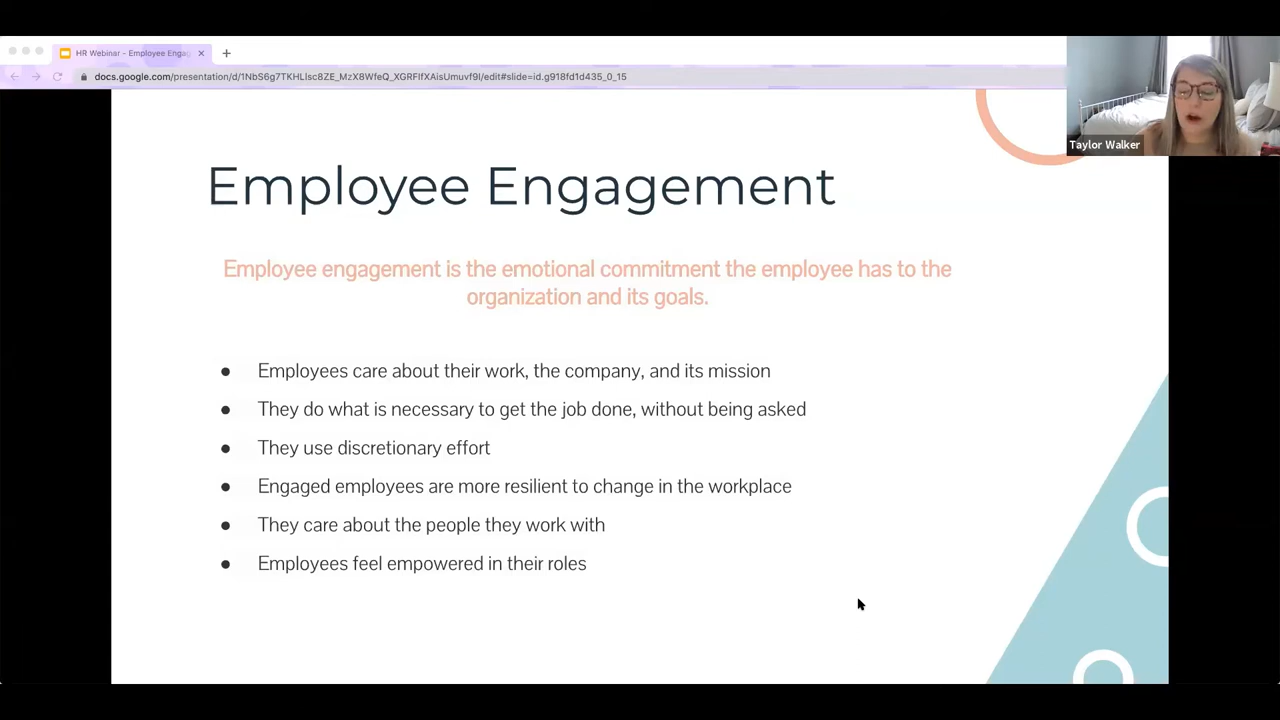 HR Webinar - Employee Enga
docs.google.com/presentation/d/1NbS6g7TKHLlsc8ZE_MzX8WfeQ_XGRFlfXAisUmuvf9I/edit#slide=id.g918fd1d435_0_15
Taylor Walker
Employee Engagement
Employee engagement is the emotional commitment the employee has to the
organization and its goals.
● Employees care about their work, the company, and its mission
● They do what is necessary to get the job done, without being asked
● They use discretionary effort
● Engaged employees are more resilient to change in the workplace
● They care about the people they work with
● Employees feel empowered in their roles